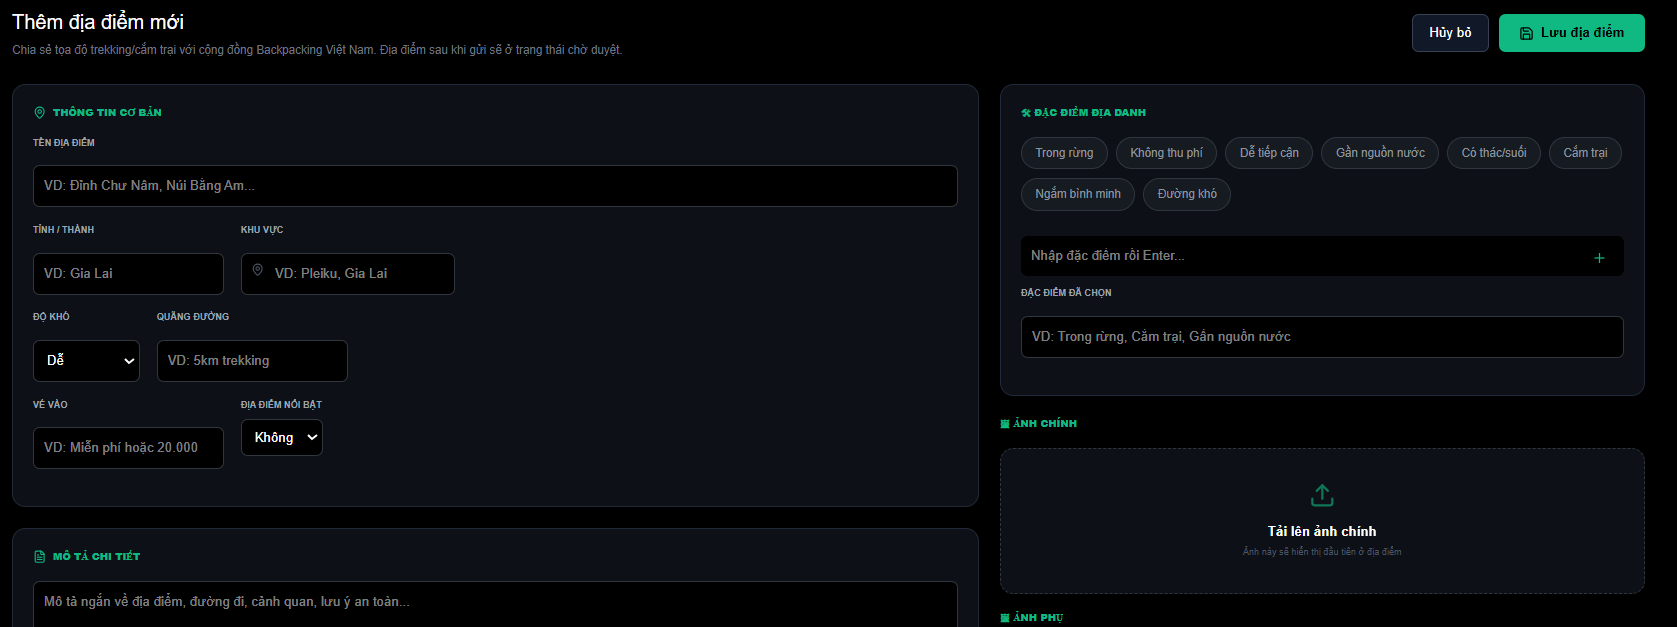 Thêm địa điểm mới
Chia sẻ tọa độ trekking/cắm trại với cộng đồng Backpacking Việt Nam. Địa điểm sau khi gửi sẽ ở trạng thái chờ duyệt.
Hủy bỏ
Lưu địa điểm
THÔNG TIN CƠ BẢN
TÊN ĐỊA ĐIỂM
VD: Đỉnh Chư Nâm, Núi Bằng Am...
TỈNH / THÀNH
KHU VỰC
VD: Gia Lai
VD: Pleiku, Gia Lai
ĐỘ KHÓ
QUÃNG ĐƯỜNG
Dễ
VD: 5km trekking
VÉ VÀO
ĐỊA ĐIỂM NỔI BẬT
VD: Miễn phí hoặc 20.000
Không
MÔ TẢ CHI TIẾT
Mô tả ngắn về địa điểm, đường đi, cảnh quan, lưu ý an toàn...
ĐẶC ĐIỂM ĐỊA DANH
Trong rừng
Không thu phí
Dễ tiếp cận
Gần nguồn nước
Có thác/suối
Cắm trại
Ngắm bình minh
Đường khó
Nhập đặc điểm rồi Enter...
ĐẶC ĐIỂM ĐÃ CHỌN
VD: Trong rừng, Cắm trại, Gần nguồn nước
ẢNH CHÍNH
Tải lên ảnh chính
Ảnh này sẽ hiển thị đầu tiên ở địa điểm
ẢNH PHỤ